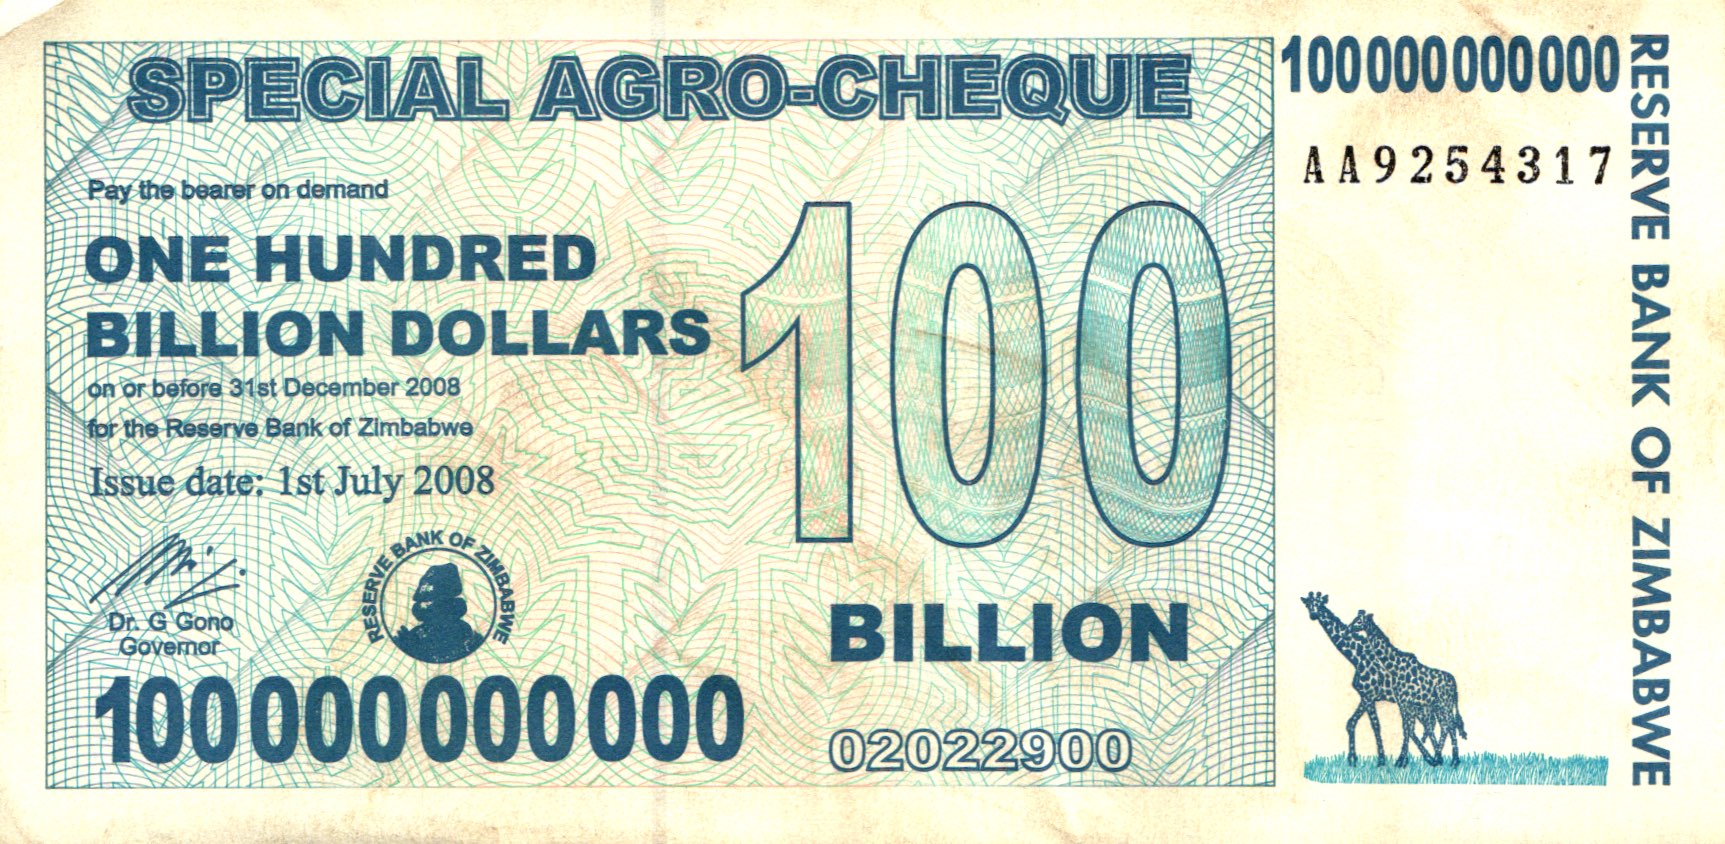 SPECIAL AGRO-CHEQUE
100000000000
AA9254317
RESERVE BANK OF ZIMBABWE
Pay the bearer on demand
ONE HUNDRED
BILLION DOLLARS
on or before 31st December 2008
for the Reserve Bank of Zimbabwe
Issue date: 1st July 2008
100
BILLION
Dr. G Gono
Governor
RESERVE BANK OF ZIMBABWE
100000000000
02022900